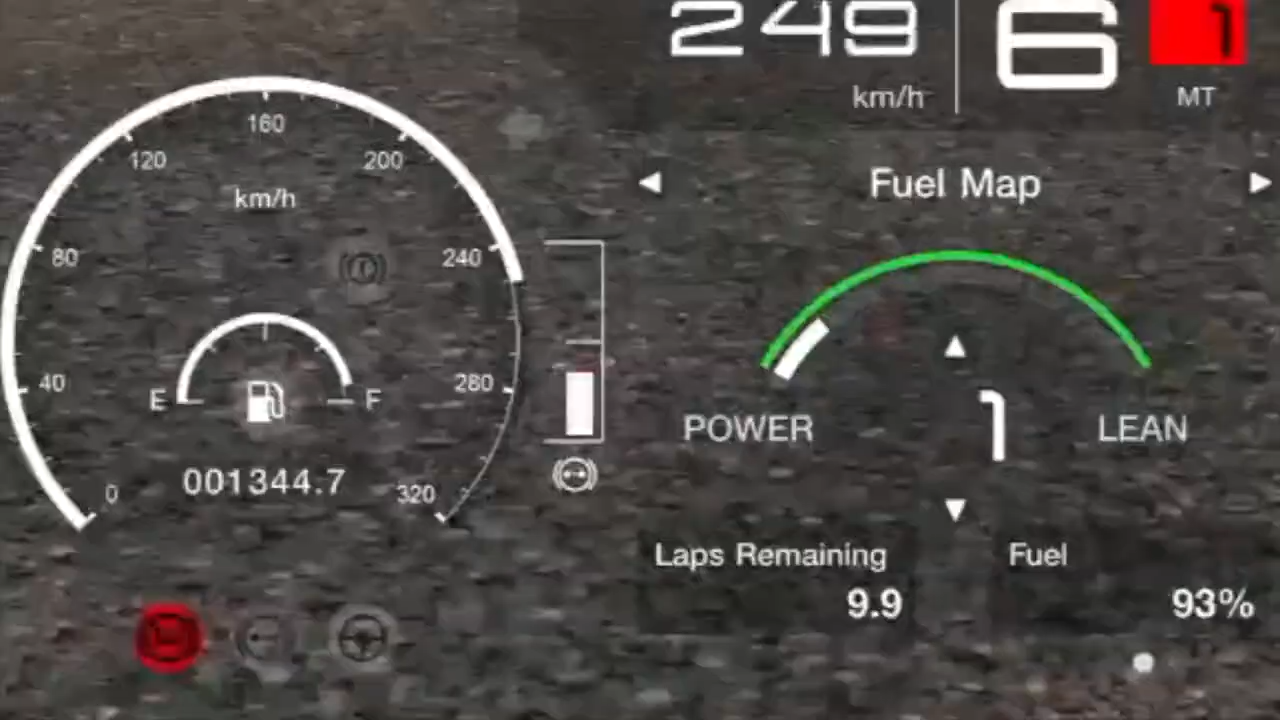 249
km/h
6
1
MT
160
120
200
km/h
80
240
40
280
E
F
0
320
001344.7
Fuel Map
POWER
1
LEAN
Laps Remaining
9.9
Fuel
93%